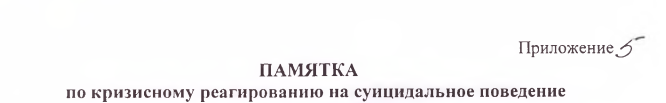 Приложение 5
ПАМЯТКА
по кризисному реагированию на суицидальное поведение